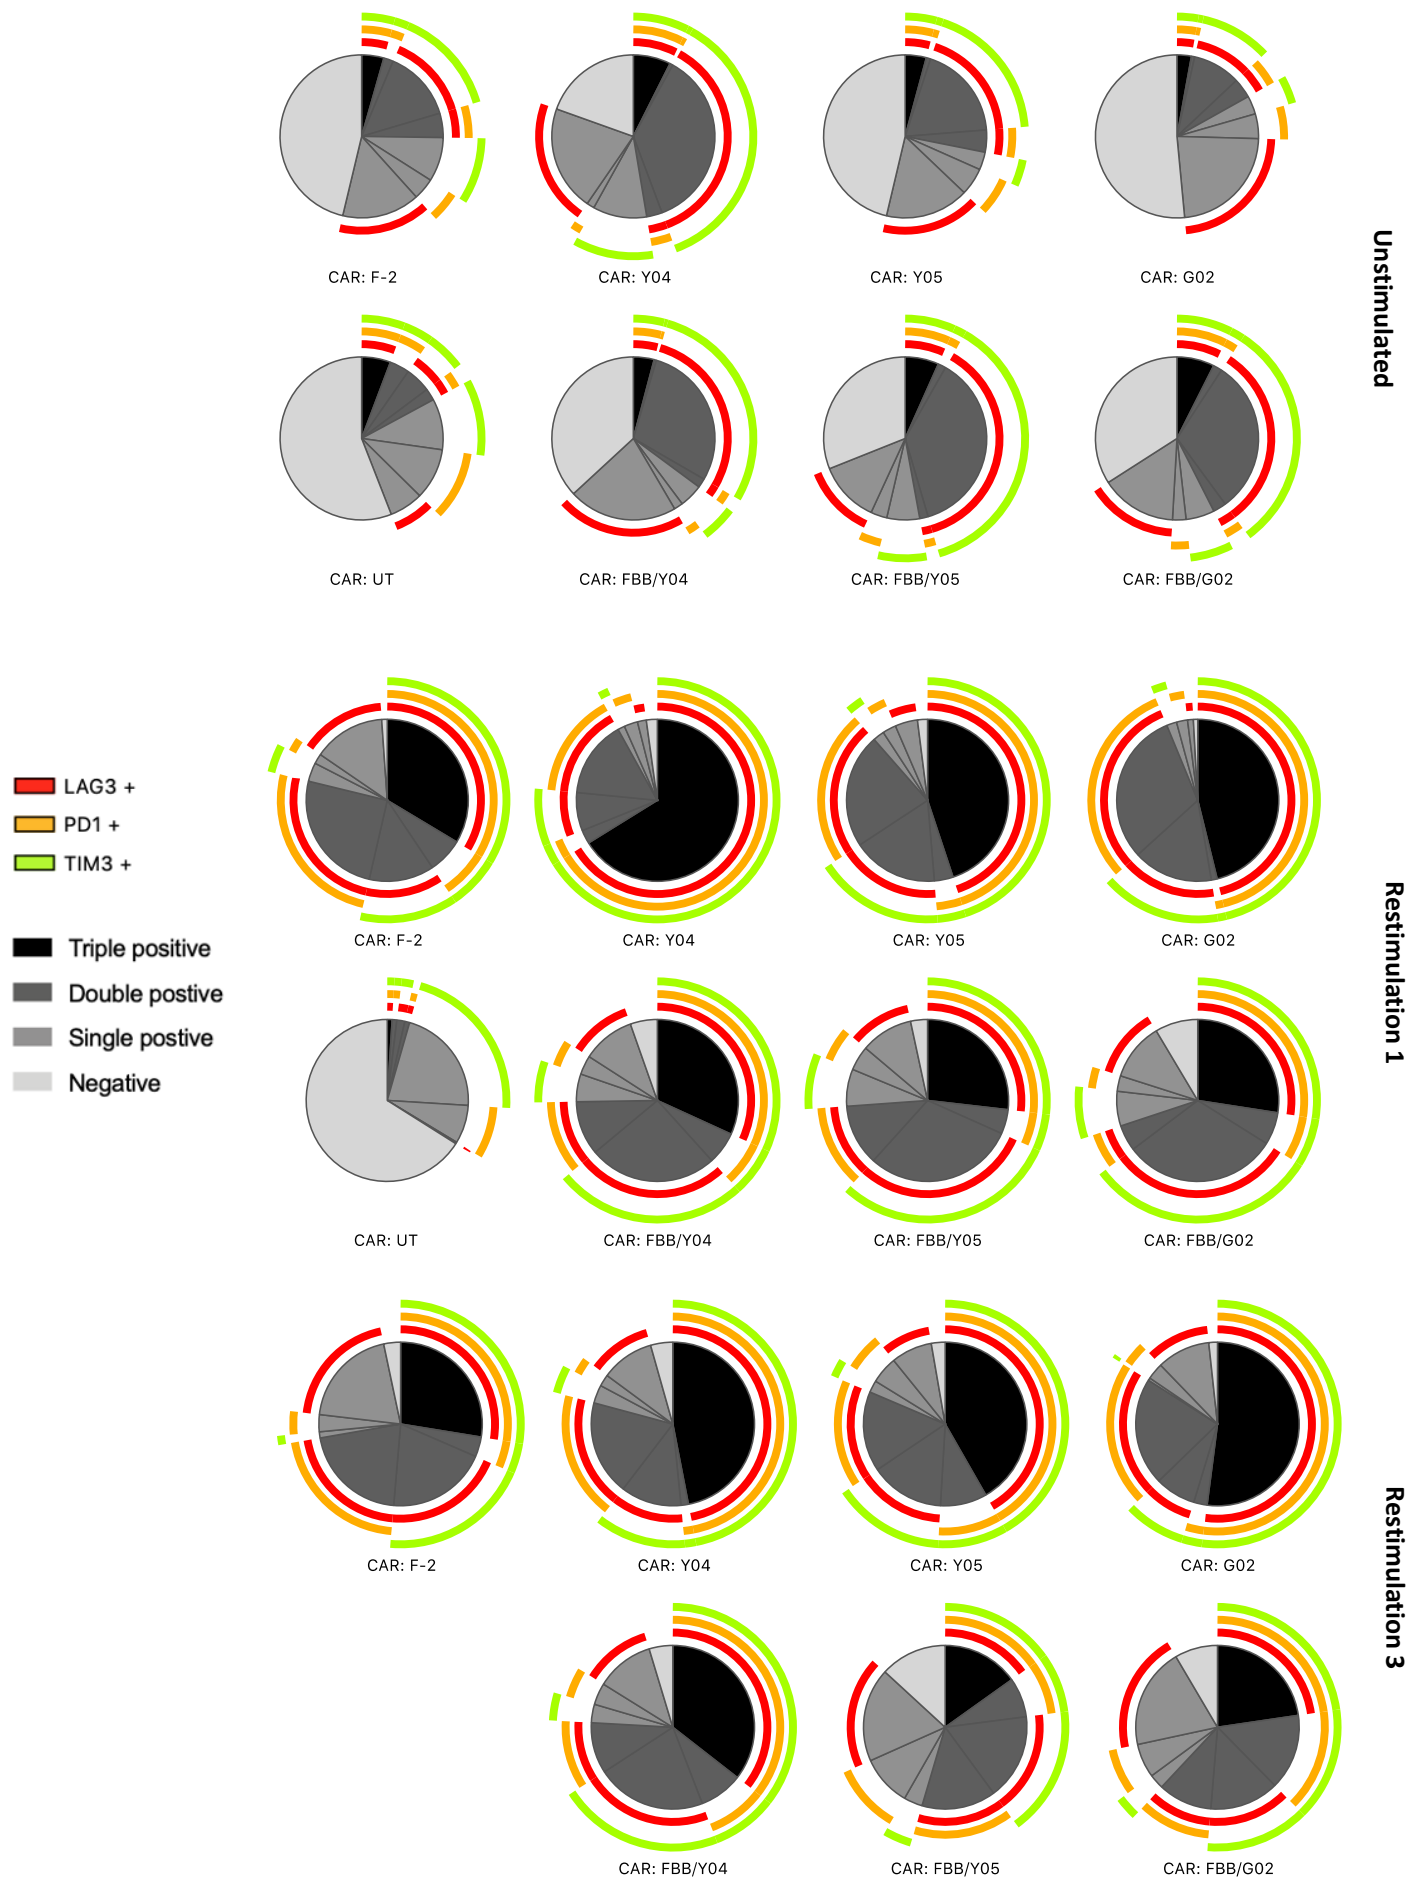 CAR: F-2
CAR: Y04
CAR: Y05
CAR: G02
Unstimulated
CAR: UT
CAR: FBB/Y04
CAR: FBB/Y05
CAR: FBB/G02
LAG3 +
PD1 +
TIM3 +
Triple positive
Double postive
Single postive
Negative
CAR: F-2
CAR: Y04
CAR: Y05
CAR: G02
Restimulation 1
CAR: UT
CAR: FBB/Y04
CAR: FBB/Y05
CAR: FBB/G02
CAR: F-2
CAR: Y04
CAR: Y05
CAR: G02
Restimulation 3
CAR: FBB/Y04
CAR: FBB/Y05
CAR: FBB/G02